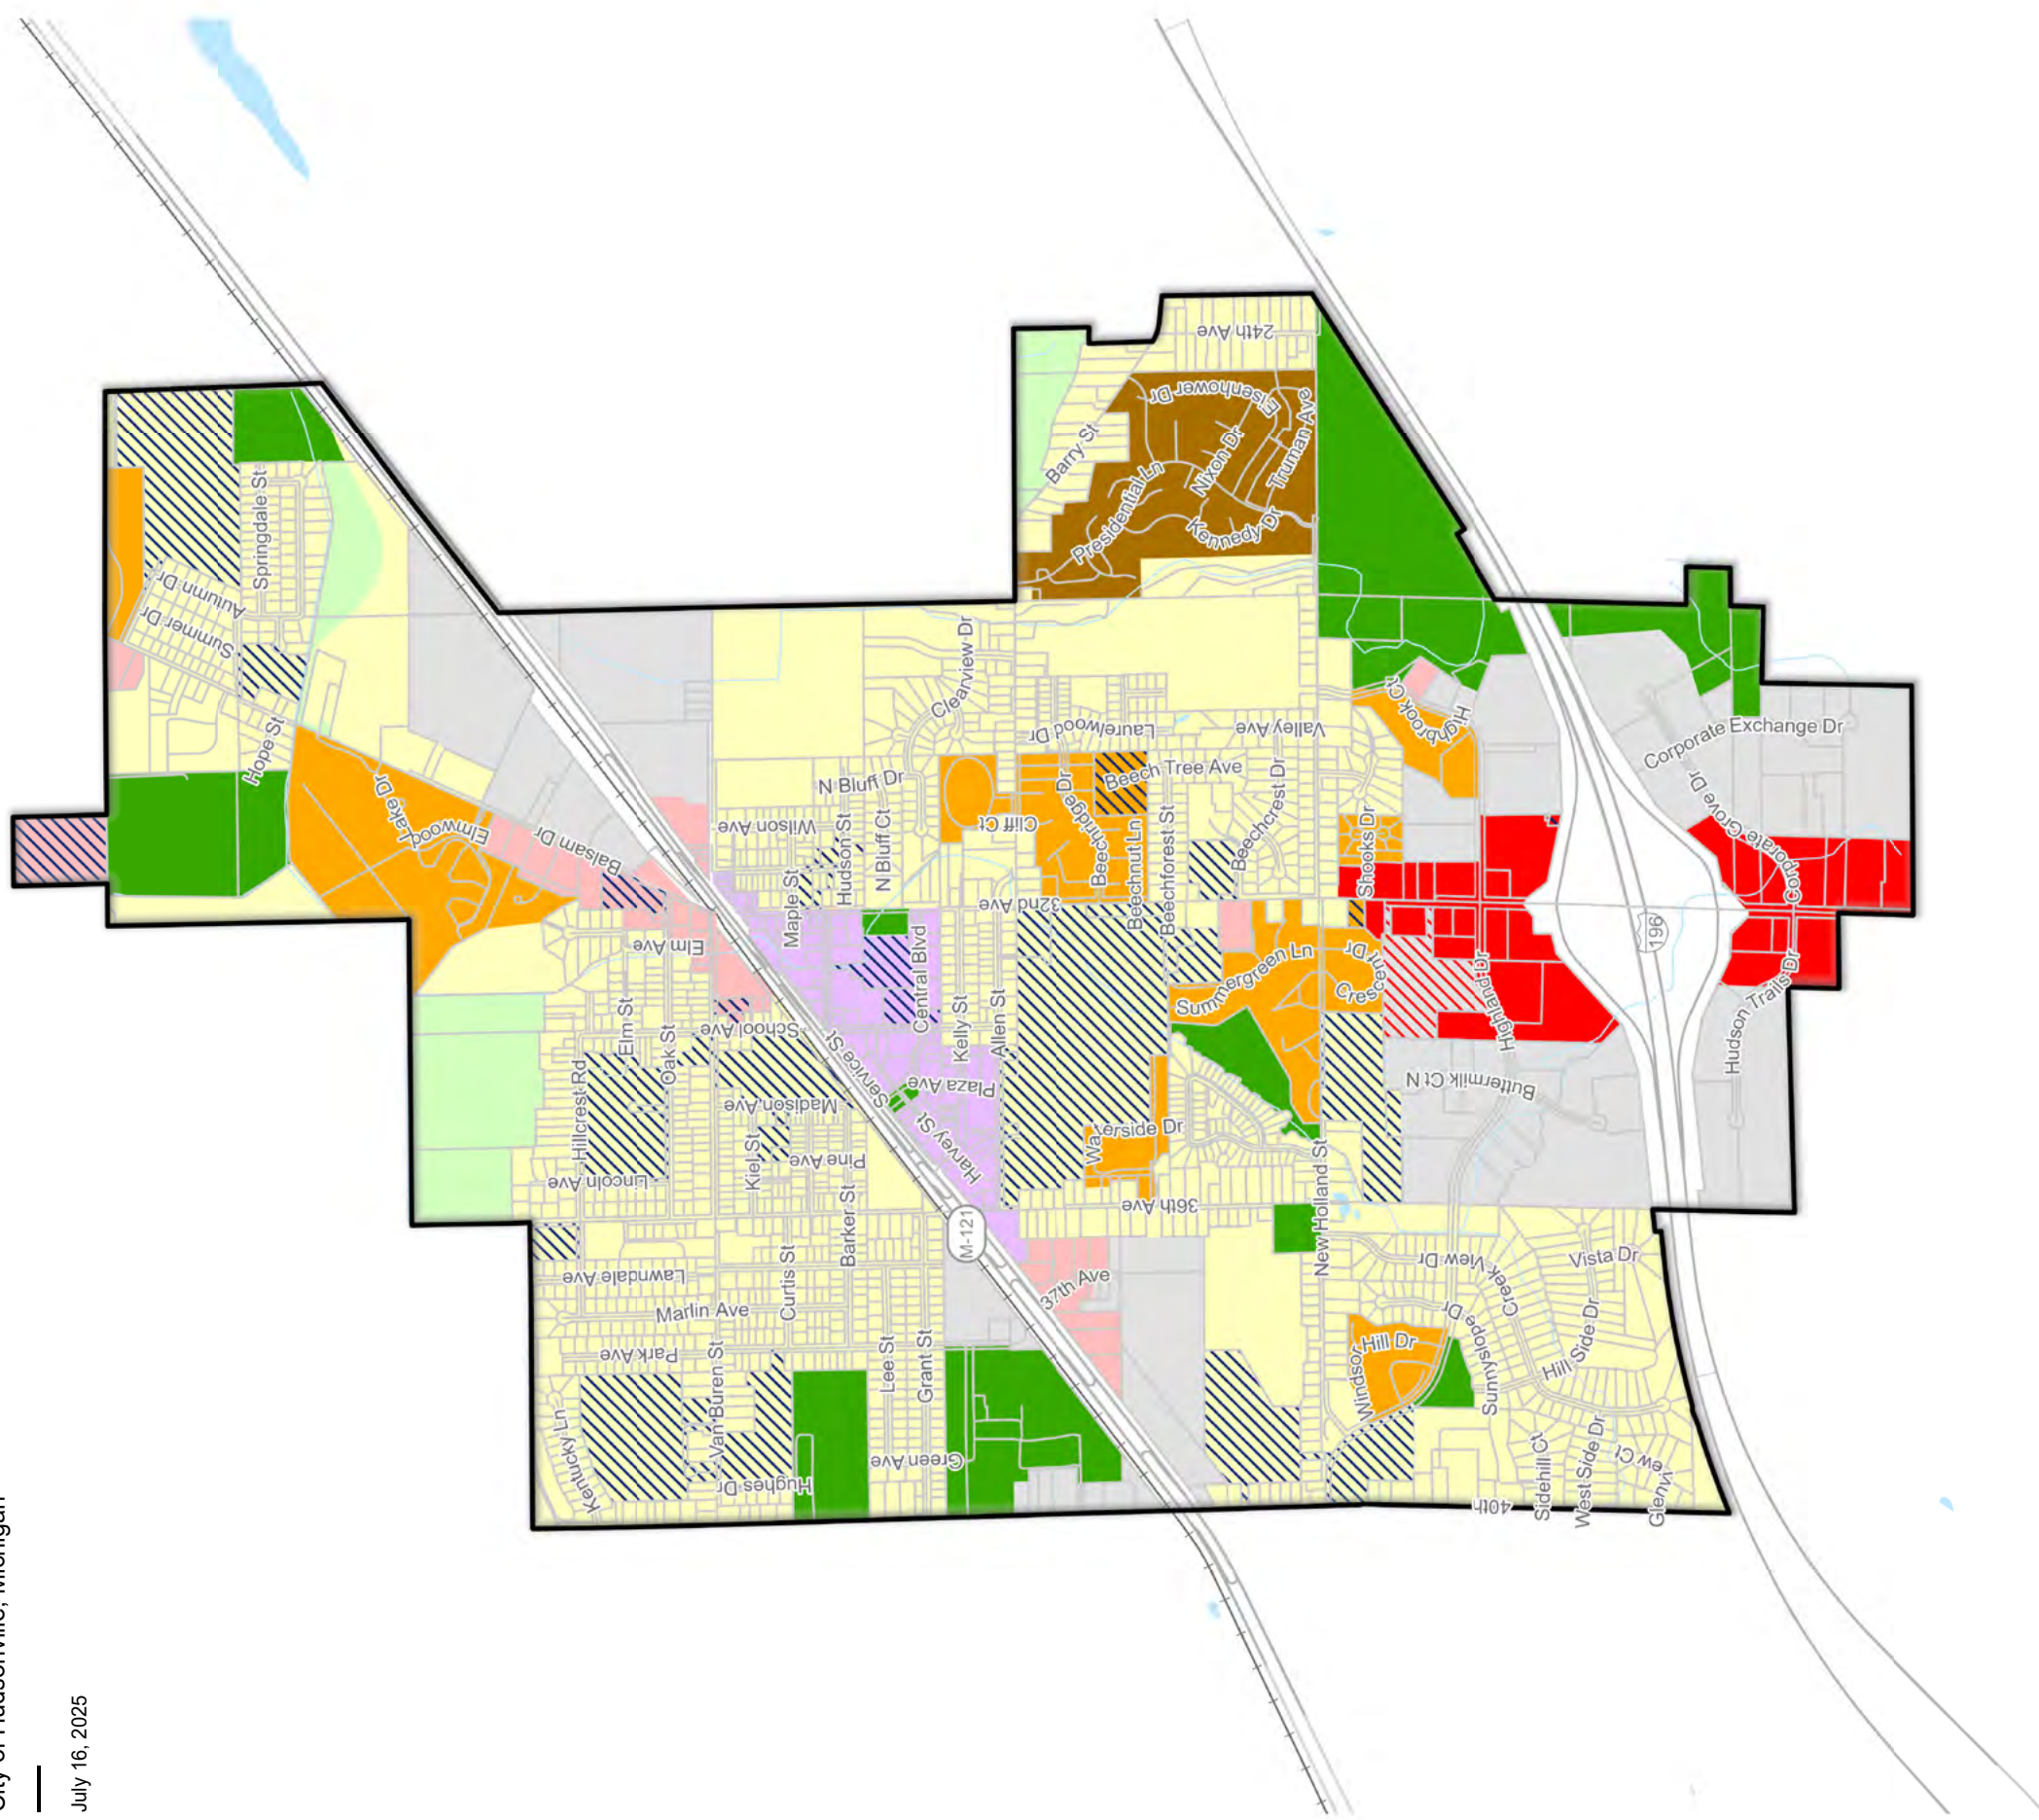 City of Hudsonville, Michigan
July 16, 2025
24th Ave
Eisenhower Dr
Barry St
Nixon Dr
Truman Ave
Presidential Ln
Kennedy Dr
Springdale St
Autumn Dr
Summer Dr
Hope St
Lake Dr
Elmwood
Balsam Dr
Clearview Dr
Laurelwood Dr
Valley Ave
Highbrook Ct
Corporate Exchange Dr
N Bluff Dr
Beech Tree Ave
Wilson Ave
Hudson St
N Bluff Ct
Cliff Ct
Beechridge Dr
Beechnut Ln
Beechforest St
Beechcrest Dr
Shooks Dr
Corporate Grove Dr
Corporate
Maple St
32nd Ave
196
Elm Ave
Central Blvd
Summergreen Ln
Crescent Dr
Highland Dr
Hudson Trails Dr
Elm St
Oak St
School Ave
Kelly St
Allen St
Service St
Plaza Ave
Madison Ave
Buttermilk Ct N
Hillcrest Rd
Harvey St
Wa
erside Dr
Kiel St
Pine Ave
Lincoln Ave
36th Ave
New Holland St
Barker St
M-121
Lawndale Ave
Curtis St
37th Ave
Creek View Dr
Vista Dr
Marlin Ave
Park Ave
Van Buren St
Lee St
Grant St
Windsor Hill Dr
Sunnyslope Dr
Hill Side Dr
Kentucky Ln
Hughes Dr
Green Ave
40th
Sidehill Ct
West Side Dr
Glenview Ct